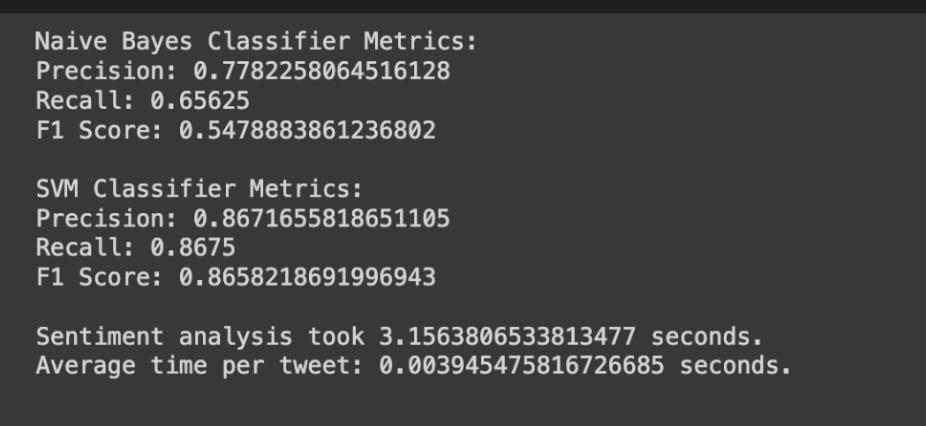 Naive Bayes Classifier Metrics:
Precision: 0.7782258064516128
Recall: 0.65625
F1 Score: 0.5478883861236802
SVM Classifier Metrics:
Precision: 0.8671655818651105
Recall: 0.8675
F1 Score: 0.8658218691996943
Sentiment analysis took 3.1563806533813477 seconds.
Average time per tweet: 0.003945475816726685 seconds.